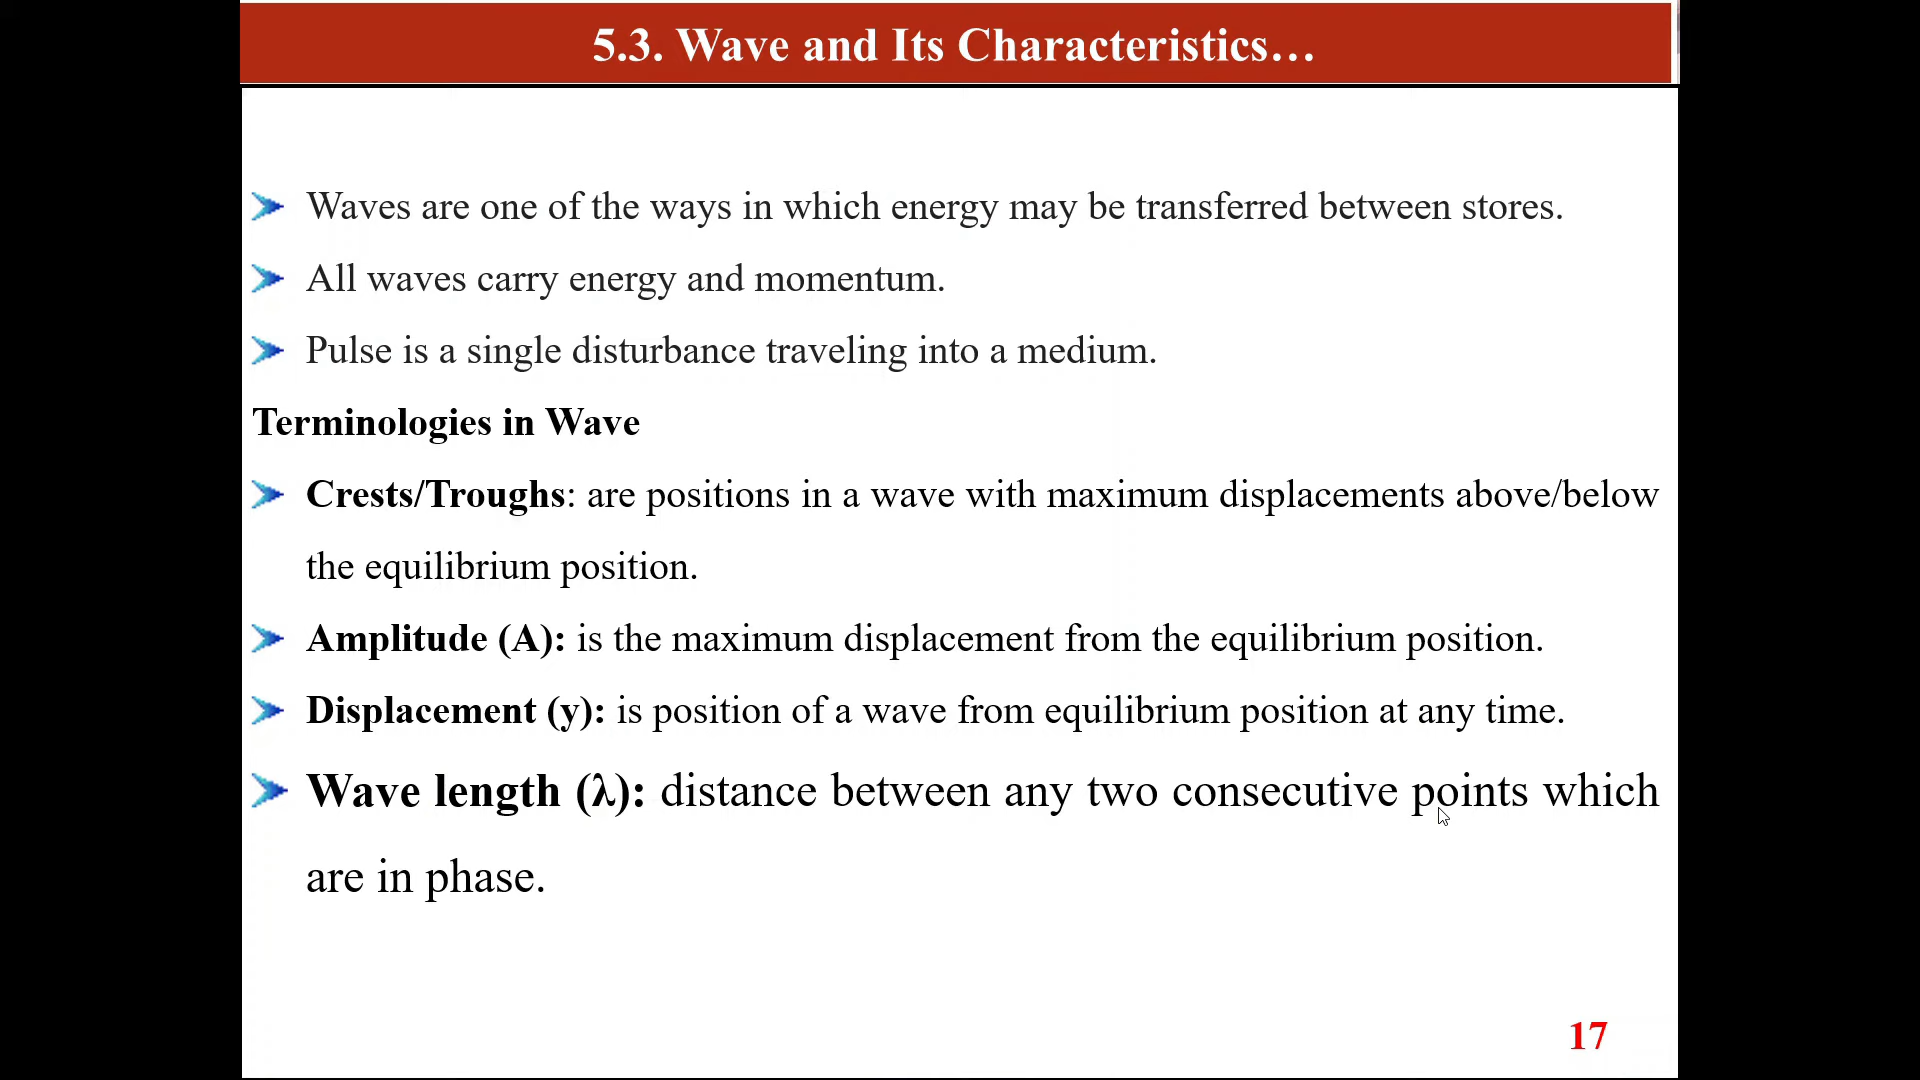 5.3. Wave and Its Characteristics…
Waves are one of the ways in which energy may be transferred between stores.
All waves carry energy and momentum.
Pulse is a single disturbance traveling into a medium.
Terminologies in Wave
Crests/Troughs: are positions in a wave with maximum displacements above/below
the equilibrium position.
Amplitude (A): is the maximum displacement from the equilibrium position.
Displacement (y): is position of a wave from equilibrium position at any time.
Wave length (λ): distance between any two consecutive points which
are in phase.
17